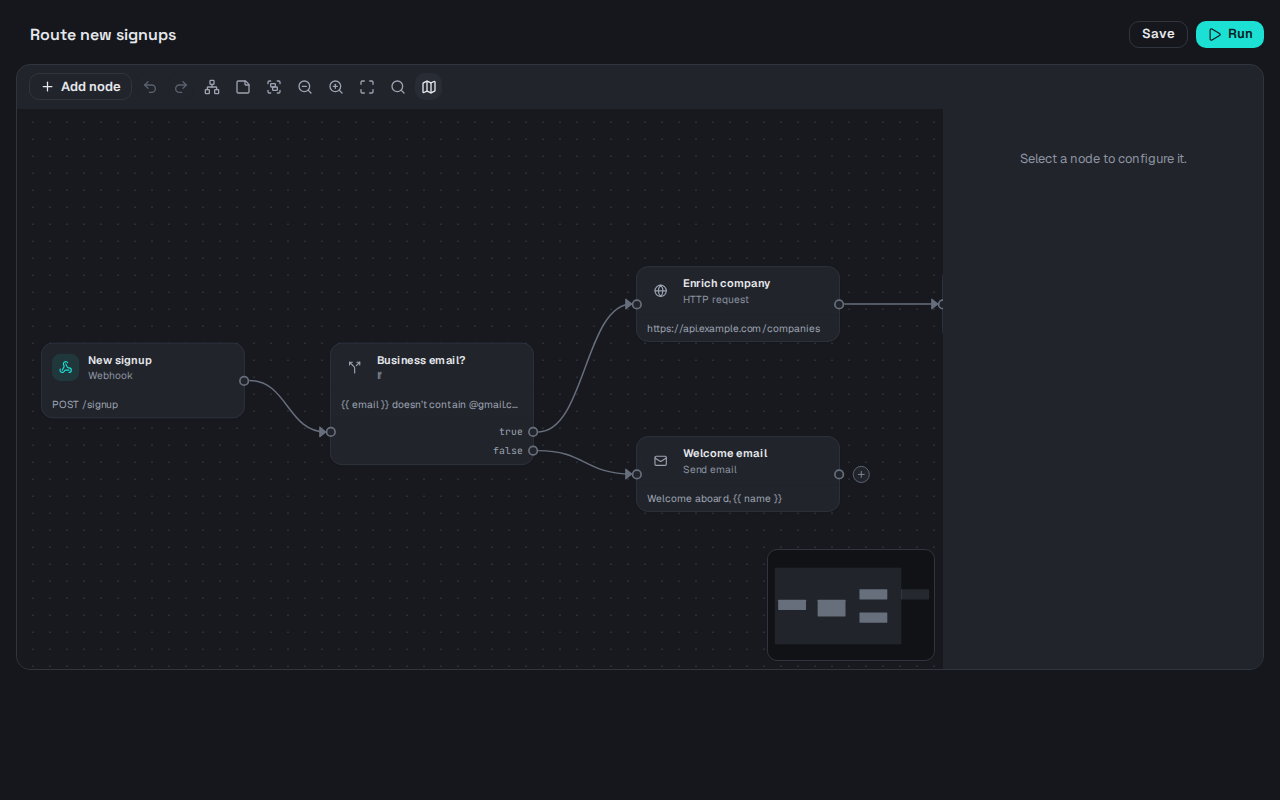 Route new signups
Save
Run
Add node
Select a node to configure it.
Enrich company
HTTP request
https://api.example.com/companies
New signup
Webhook
POST /signup
Business email?
IF
{{ email }} doesn't contain @gmail.c…
true
false
Welcome email
Send email
Welcome aboard, {{ name }}